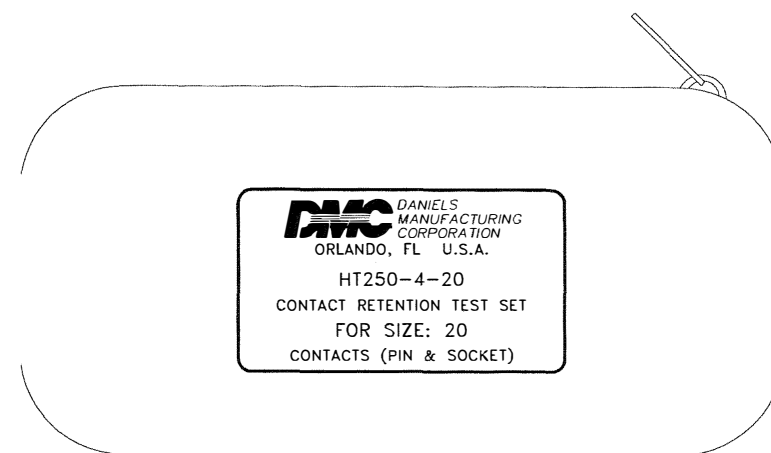 DMC DANIELS
MANUFACTURING
CORPORATION
ORLANDO, FL U.S.A.
HT250-4-20
CONTACT RETENTION TEST SET
FOR SIZE: 20
CONTACTS (PIN & SOCKET)